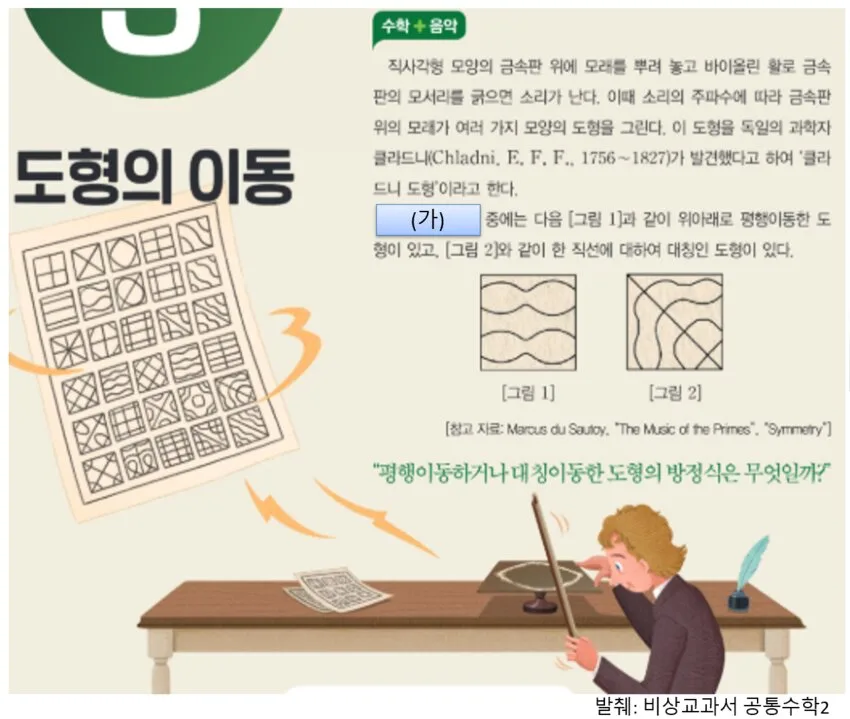 수학 + 음악
직사각형 모양의 금속판 위에 모래를 뿌려 놓고 바이올린 활로 금속
판의 모서리를 긁으면 소리가 난다. 이때 소리의 주파수에 따라 금속판
위의 모래가 여러 가지 모양의 도형을 그린다. 이 도형을 독일의 과학자
클라드니(Chladni, E. F. F., 1756~1827)가 발견했다고 하여 '클라
드니 도형'이라고 한다.
(가) 중에는 다음 [그림 1]과 같이 위아래로 평행이동한 도
형이 있고, [그림 2]와 같이 한 직선에 대하여 대칭인 도형이 있다.
[그림 1] [그림 2]
[참고 자료: Marcus du Sautoy, "The Music of the Primes", "Symmetry"]
"평행이동하거나 대칭이동한 도형의 방정식은 무엇일까?"
도형의 이동
발췌: 비상교과서 공통수학2